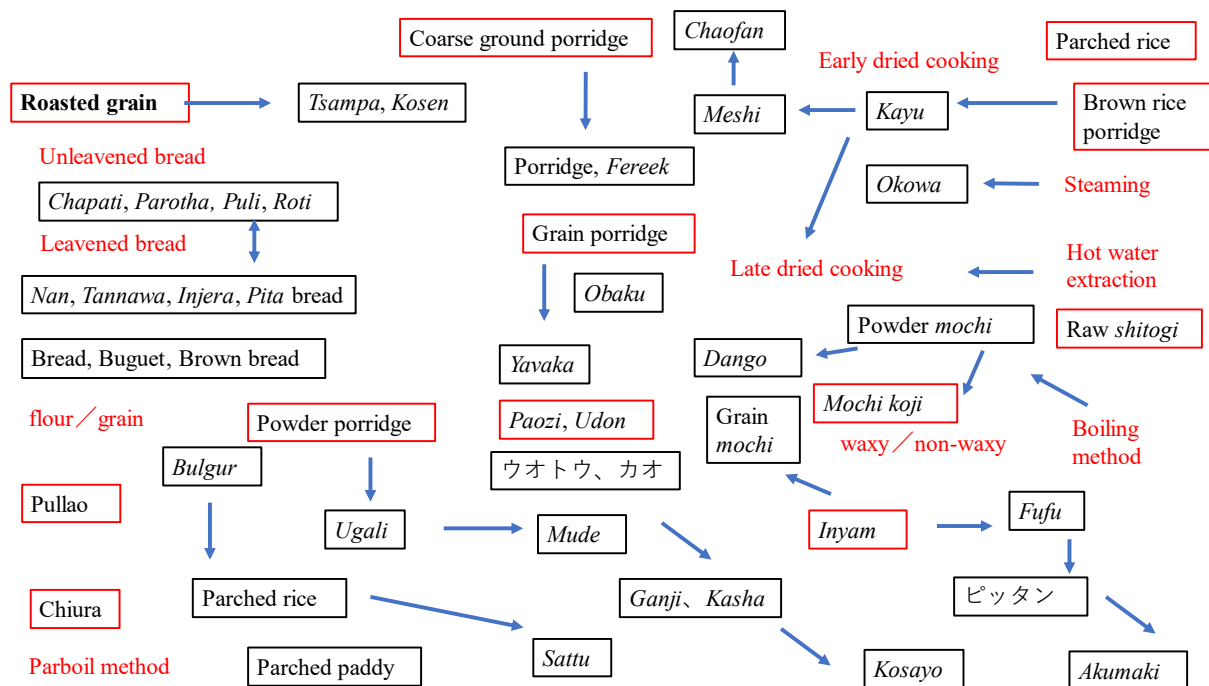 Coarse ground porridge
Chaofan
Parched rice
Early dried cooking
Roasted grain
Tsampa, Kosen
Meshi
Kayu
Brown rice
porridge
Unleavened bread
Porridge, Fereek
Okowa
Steaming
Chapati, Parotha, Puli, Roti
Leavened bread
Grain porridge
Late dried cooking
Hot water
extraction
Nan, Tannawa, Injera, Pita bread
Obaku
Powder mochi
Raw shitogi
Bread, Buguet, Brown bread
Yavaka
Dango
flour／grain
Powder porridge
Paozi, Udon
Grain
mochi
Mochi koji
waxy／non-waxy
Boiling
method
Bulgur
ウオトウ、カオ
Pullao
Ugali
Mude
Inyam
Fufu
Chiura
Parched rice
Ganji、Kasha
ピッタン
Parboil method
Parched paddy
Sattu
Kosayo
Akumaki